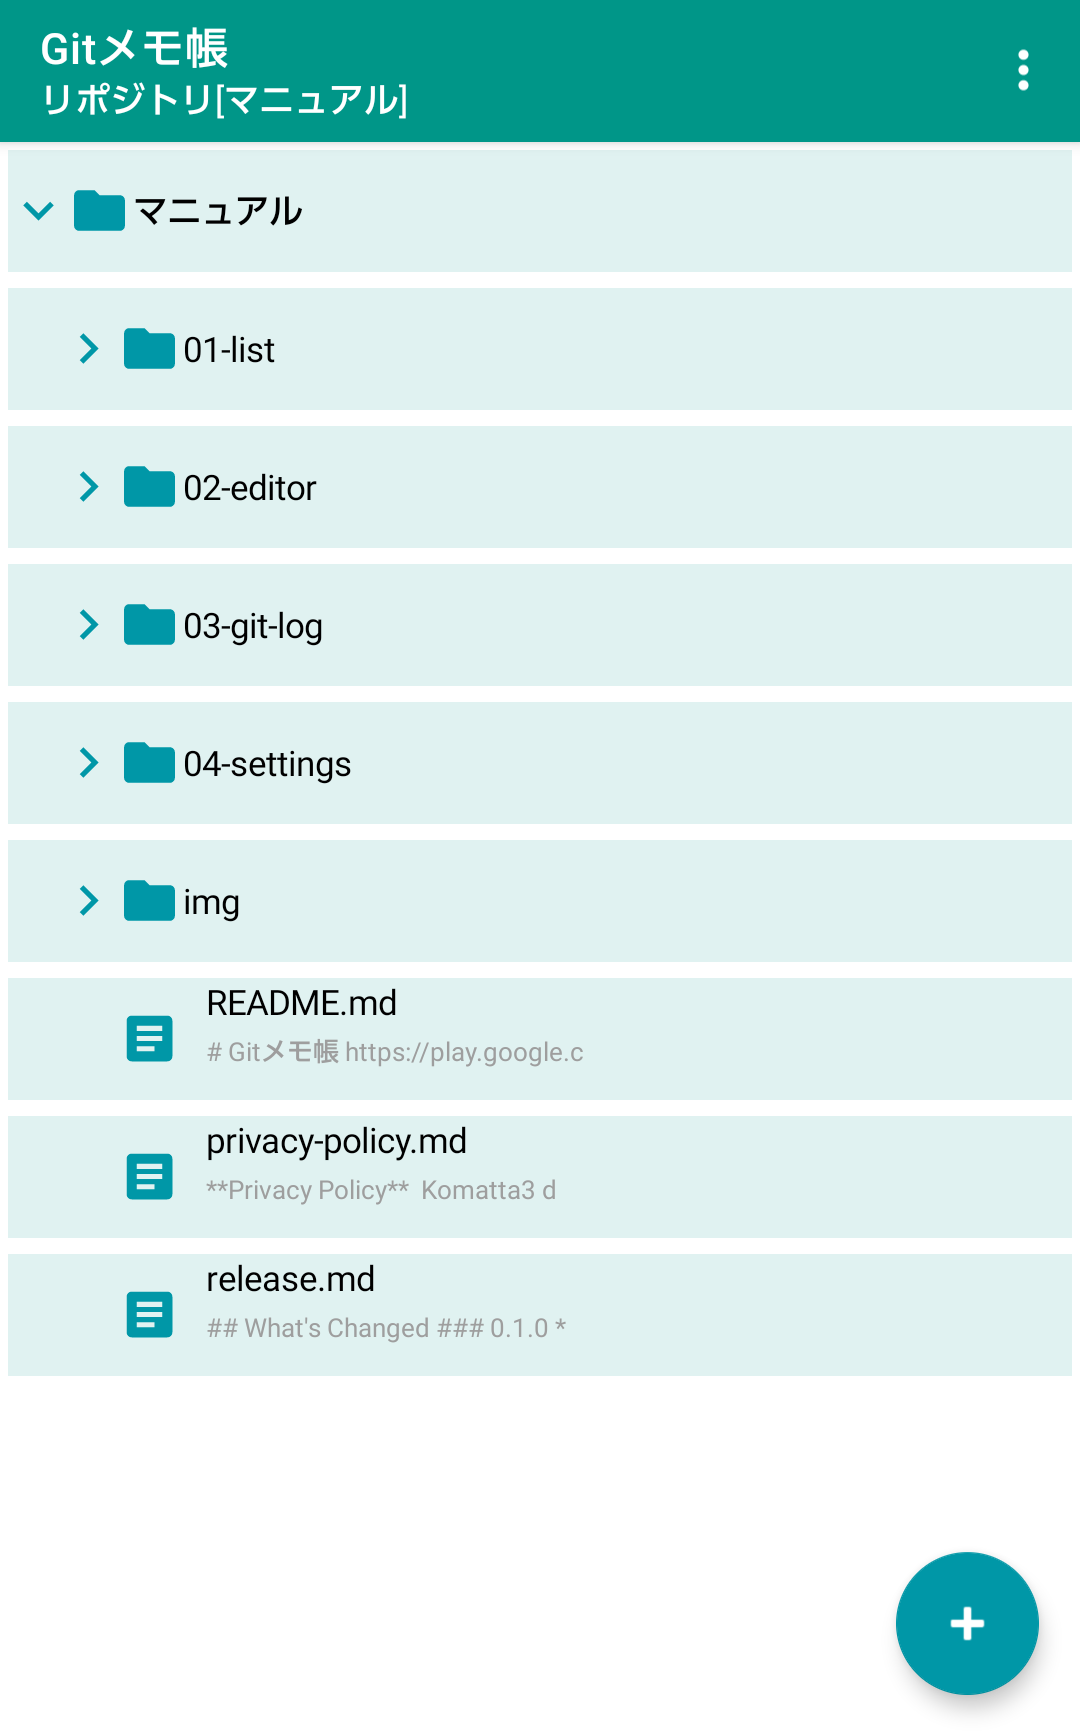 Gitメモ帳
リポジトリ[マニュアル]
マニュアル
01-list
02-editor
03-git-log
04-settings
img
README.md
# Gitメモ帳 https://play.google.c
privacy-policy.md
**Privacy Policy**  Komatta3 d
release.md
## What's Changed ### 0.1.0 *